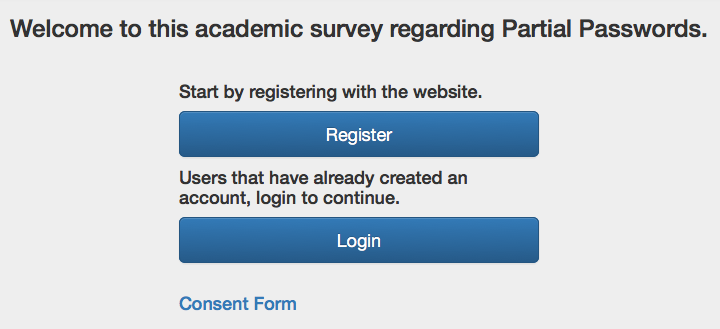 Welcome to this academic survey regarding Partial Passwords.
Start by registering with the website.
Register
Users that have already created an
account, login to continue.
Login
Consent Form